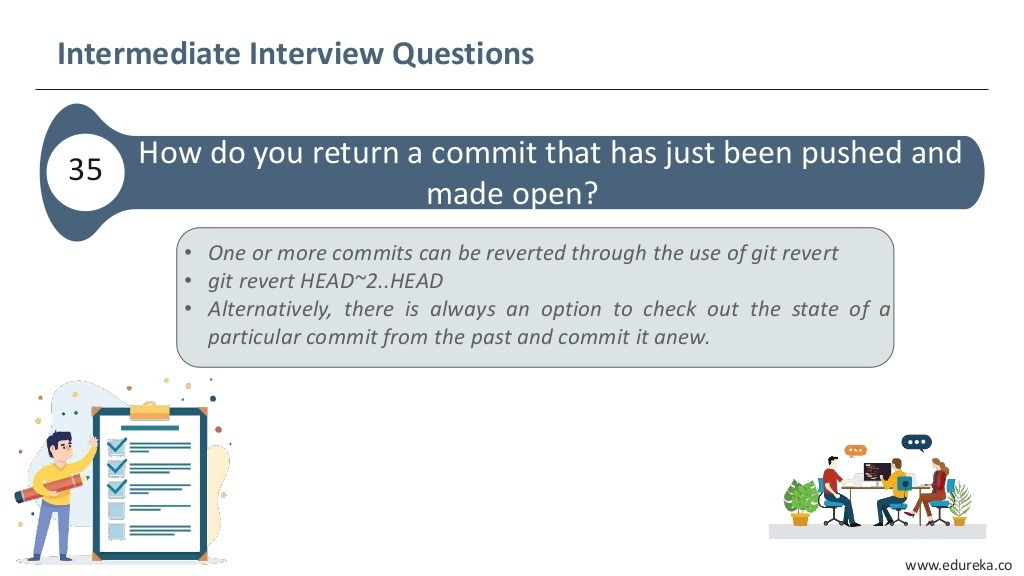 Intermediate Interview Questions
35
How do you return a commit that has just been pushed and
made open?
• One or more commits can be reverted through the use of git revert
• git revert HEAD~2..HEAD
• Alternatively, there is always an option to check out the state of a
particular commit from the past and commit it anew.
www.edureka.co